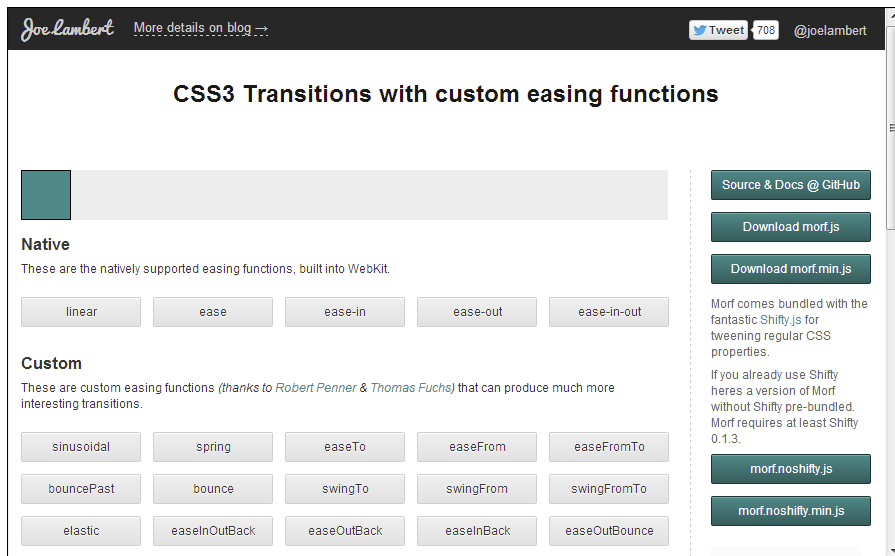 Joe Lambert More details on blog → Tweet 708 @joelambert
CSS3 Transitions with custom easing functions
Native
These are the natively supported easing functions, built into WebKit.
linear ease ease-in ease-out ease-in-out
Custom
These are custom easing functions (thanks to Robert Penner & Thomas Fuchs) that can produce much more
interesting transitions.
sinusoidal spring easeTo easeFrom easeFromTo
bouncePast bounce swingTo swingFrom swingFromTo
elastic easeInOutBack easeOutBack easeInBack easeOutBounce
Source & Docs @ GitHub
Download morf.js
Download morf.min.js
Morf comes bundled with the
fantastic Shifty.js for
tweening regular CSS
properties.
If you already use Shifty
heres a version of Morf
without Shifty pre-bundled.
Morf requires at least Shifty
0.1.3.
morf.noshifty.js
morf.noshifty.min.js